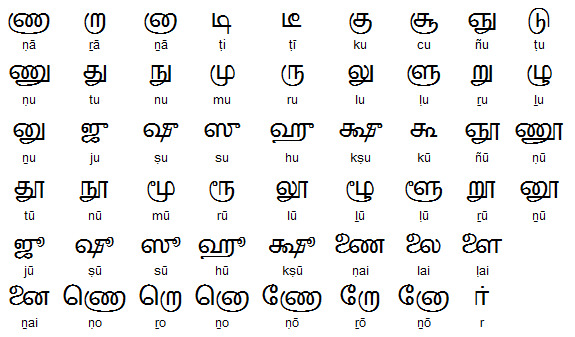 ணா றா னா டி டீ கு சு ஞு டு
ṇā ṟā ṉā ṭi ṭī ku cu ñu ṭu
ணு து நு மு ரு லு ளு று ழு
ṇu tu nu mu ru lu ḷu ṟu ḻu
னு ஜு ஷு ஸு ஹு க்ஷு கூ ஞூ ணூ
ṉu ju ṣu su hu kṣu kū ñū ṇū
தூ நூ மூ ரூ லூ ழூ ளூ றூ னூ
tū nū mū rū lū ḻū ḷū ṟū ṉū
ஜூ ஷூ ஸூ ஹூ க்ஷூ ணை லை ளை
jū ṣū sū hū kṣū ṇai lai ḷai
னை ணொ றொ னொ ணோ றோ னோ ர்
ṉai ṇo ṟo ṉo ṇō ṟō ṉō r